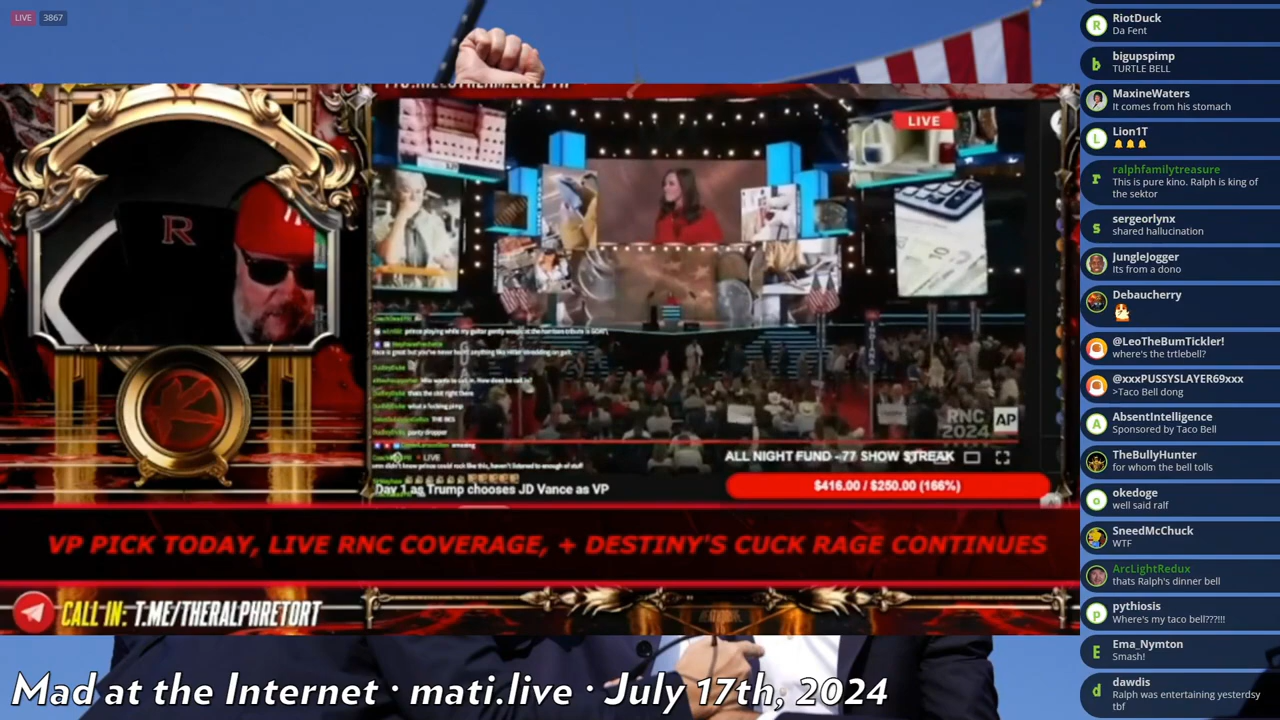 LIVE 3867
R
LIVE
RNC
2024
AP
ALL NIGHT FUND - 77 SHOW STREAK
LIVE
Day 1 as Trump chooses JD Vance as VP
$416.00 / $250.00 (166%)
VP PICK TODAY, LIVE RNC COVERAGE, + DESTINY'S CUCK RAGE CONTINUES
CALL IN: T.ME/THERALPHRETORT
Mad at the Internet · mati.live · July 17th, 2024
R
RiotDuck
Da Fent
b
bigupspimp
TURTLE BELL
MaxineWaters
It comes from his stomach
L
Lion1T
🔔🔔🔔
r
ralphfamilytreasure
This is pure kino. Ralph is king of
the sektor
s
sergeorlynx
shared hallucination
JungleJogger
Its from a dono
Debaucherry
@LeoTheBumTickler!
where's the trtlebell?
@xxxPUSSYSLAYER69xxx
>Taco Bell dong
A
AbsentIntelligence
Sponsored by Taco Bell
TheBullyHunter
for whom the bell tolls
o
okedoge
well said ralf
SneedMcChuck
WTF
ArcLightRedux
thats Ralph's dinner bell
p
pythiosis
Where's my taco bell???!!!
E
Ema_Nymton
Smash!
d
dawdis
Ralph was entertaining yesterdsy
tbf